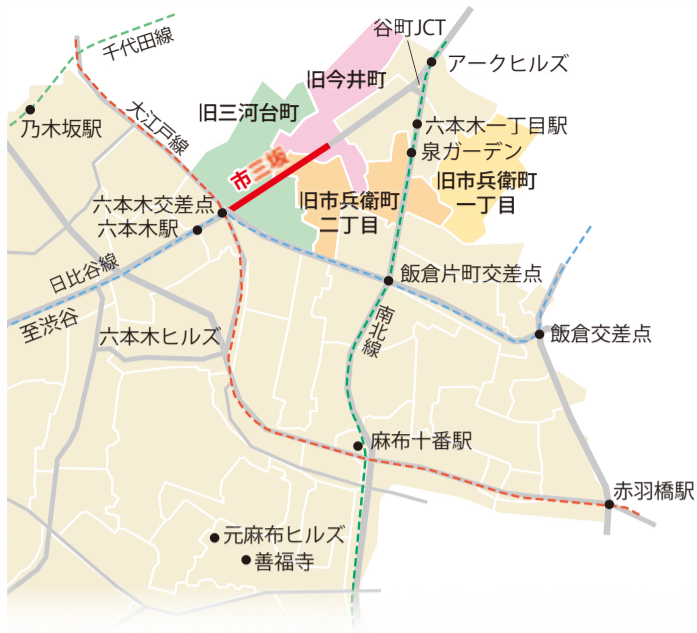 谷町JCT
千代田線
アークヒルズ
旧今井町
旧三河台町
大江戸線
乃木坂駅
六本木一丁目駅
泉ガーデン
市
旧市兵衛町
一丁目
旧市兵衛町
二丁目
六本木交差点
六本木駅
日比谷線
飯倉片町交差点
至渋谷
南北線
六本木ヒルズ
飯倉交差点
麻布十番駅
赤羽橋駅
元麻布ヒルズ
善福寺